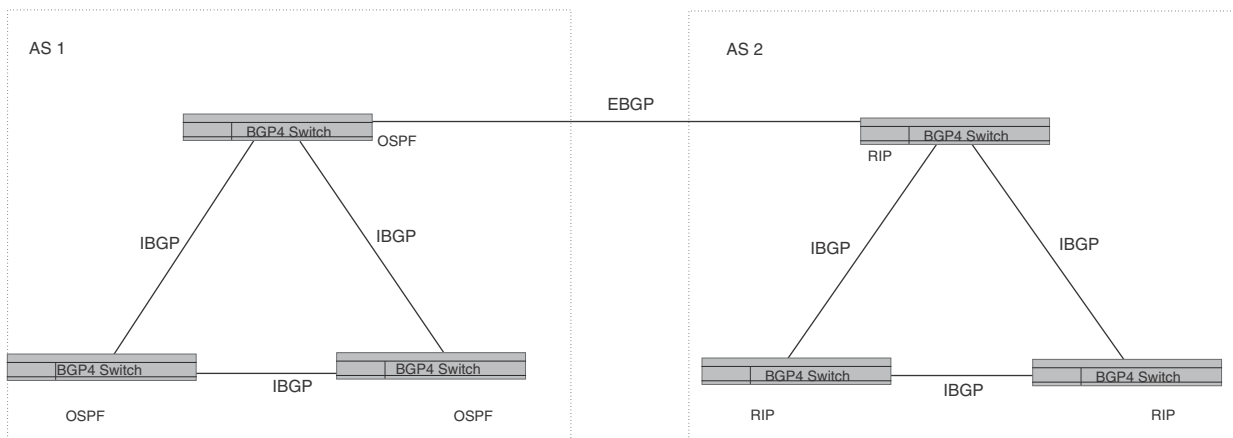 AS 1
AS 2
EBGP
BGP4 Switch
OSPF
BGP4 Switch
RIP
IBGP
IBGP
IBGP
IBGP
BGP4 Switch
IBGP
BGP4 Switch
BGP4 Switch
IBGP
BGP4 Switch
OSPF
OSPF
RIP
RIP